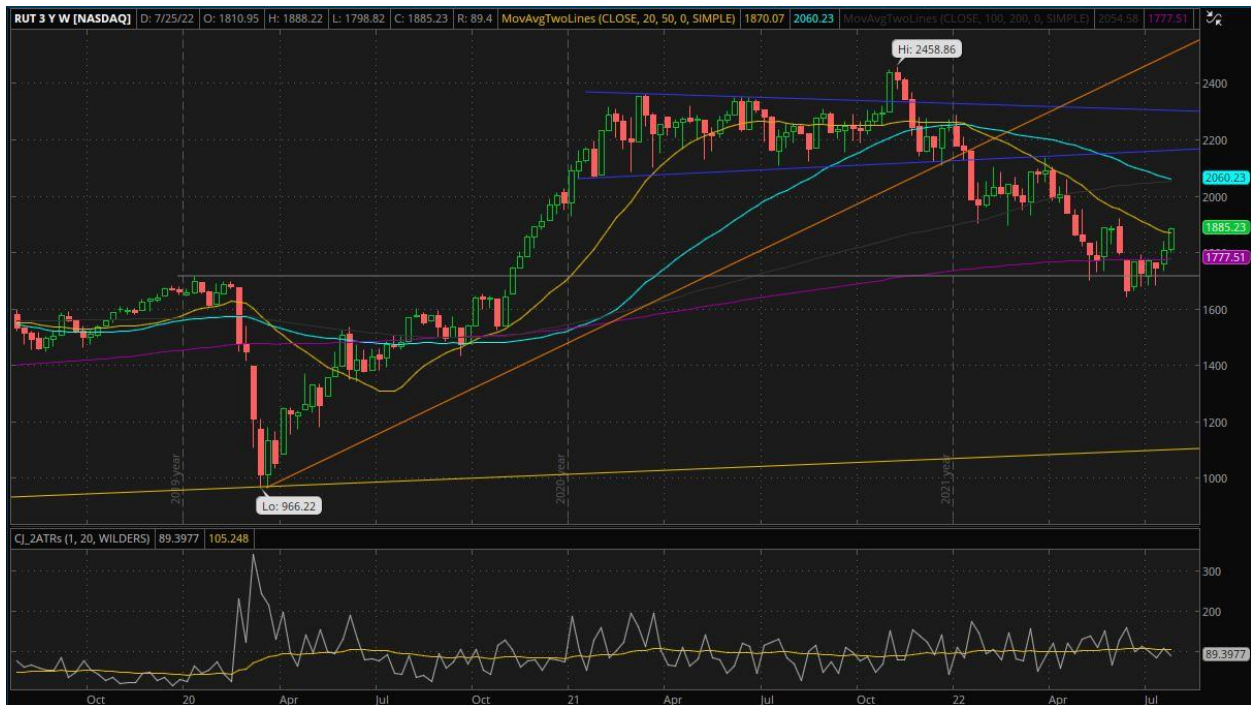 RUT 3 Y W [NASDAQ] D: 7/25/22 O: 1810.95 H: 1888.22 L: 1798.82 C: 1885.23 R: 89.4 MovAvgTwoLines (CLOSE, 20, 50, 0, SIMPLE) 1870.07 2060.23 MovAvgTwoLines (CLOSE, 100, 200, 0, SIMPLE) 2054.58 1777.51
Hi: 2458.86
2400
2200
2060.23
2000
1885.23
1777.51
1600
1400
1200
2019 year
2020 year
2021 year
1000
Lo: 966.22
CJ_2ATRs (1, 20, WILDERS) 89.3977 105.248
300
200
89.3977
Oct 20 Apr Jul Oct 21 Apr Jul Oct 22 Apr Jul